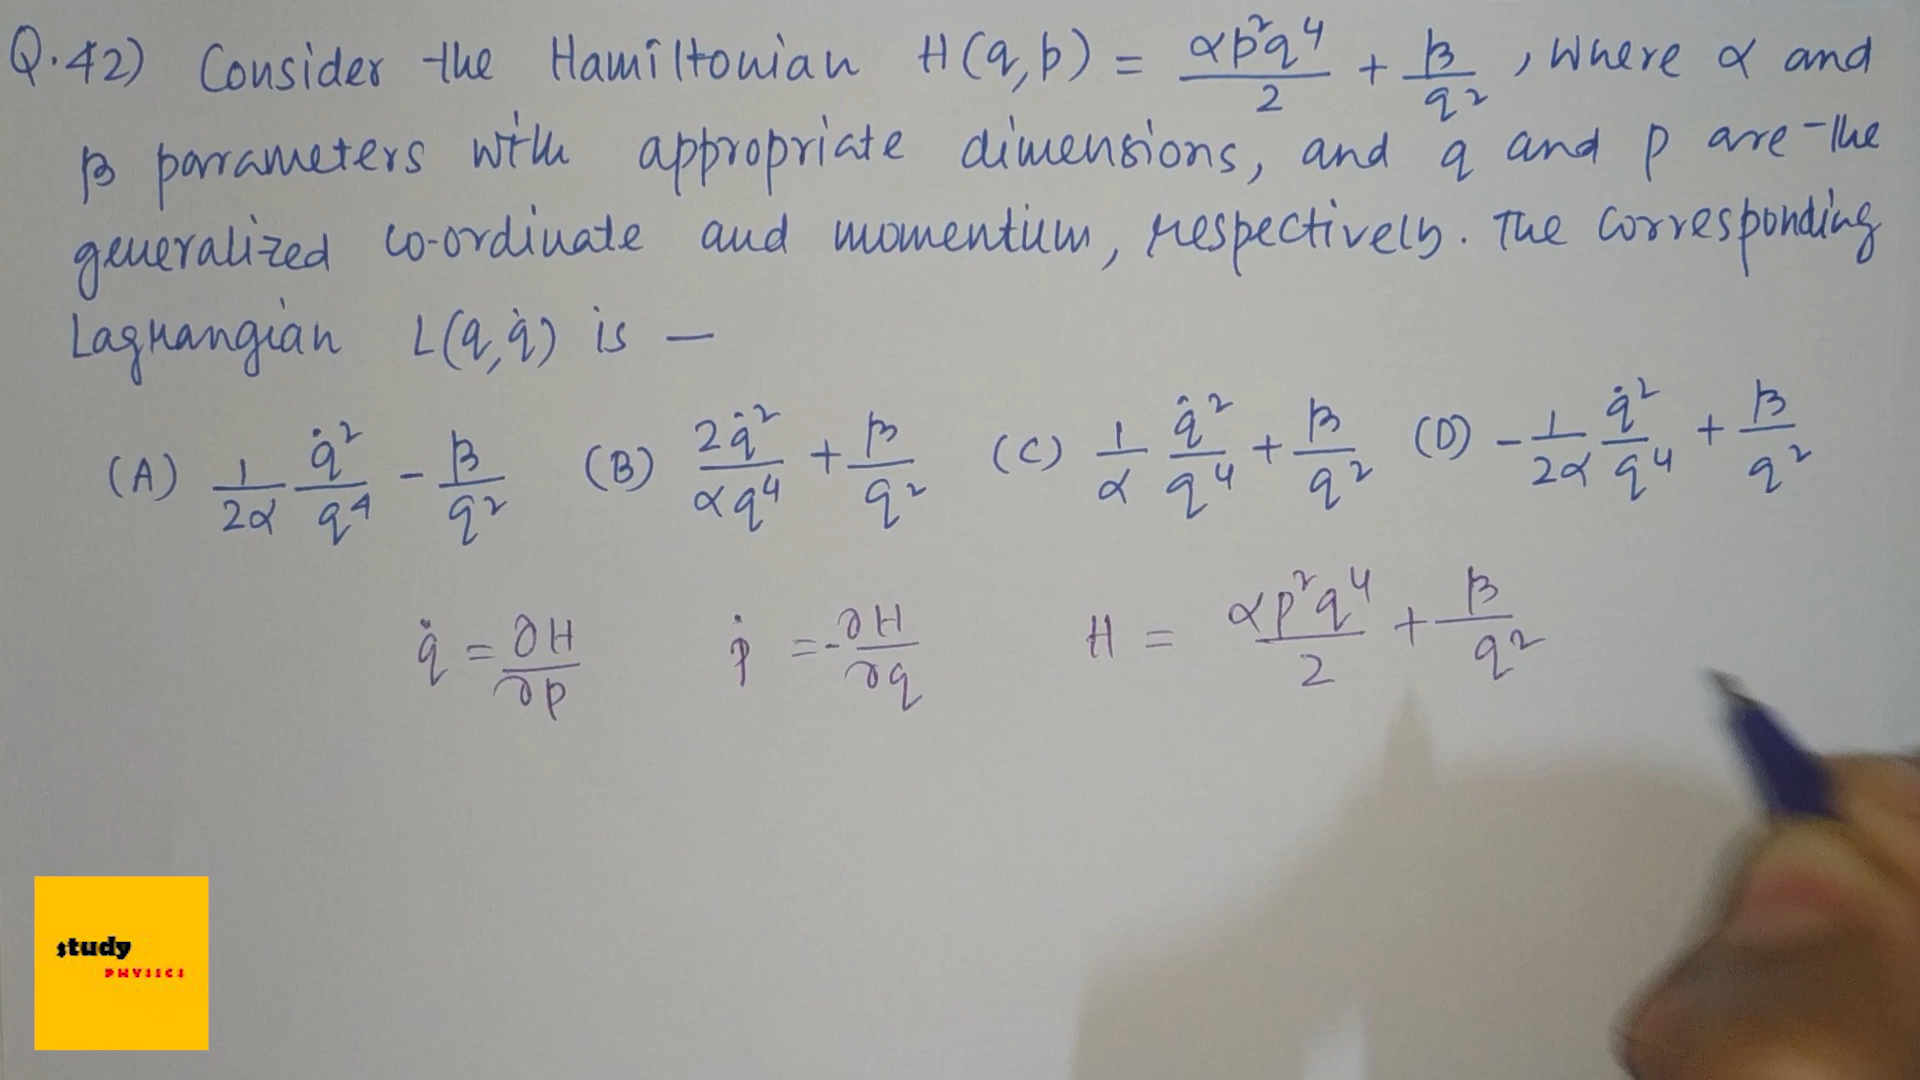 Q.42) Consider the Hamiltonian H(q,p) = αp²q⁴/2 + β/q² , where α and
β parameters with appropriate dimensions, and q and p are the
generalized co-ordinate and momentum, respectively. The corresponding
Lagrangian L(q,q̇) is —
(A) 1/2α q̇²/q⁴ - β/q² (B) 2q̇²/αq⁴ + β/q² (C) 1/α q̇²/q⁴ + β/q² (D) -1/2α q̇²/q⁴ + β/q²
q̇ = ∂H/∂p ṗ = -∂H/∂q H = αp²q⁴/2 + β/q²
study
PHYSICS